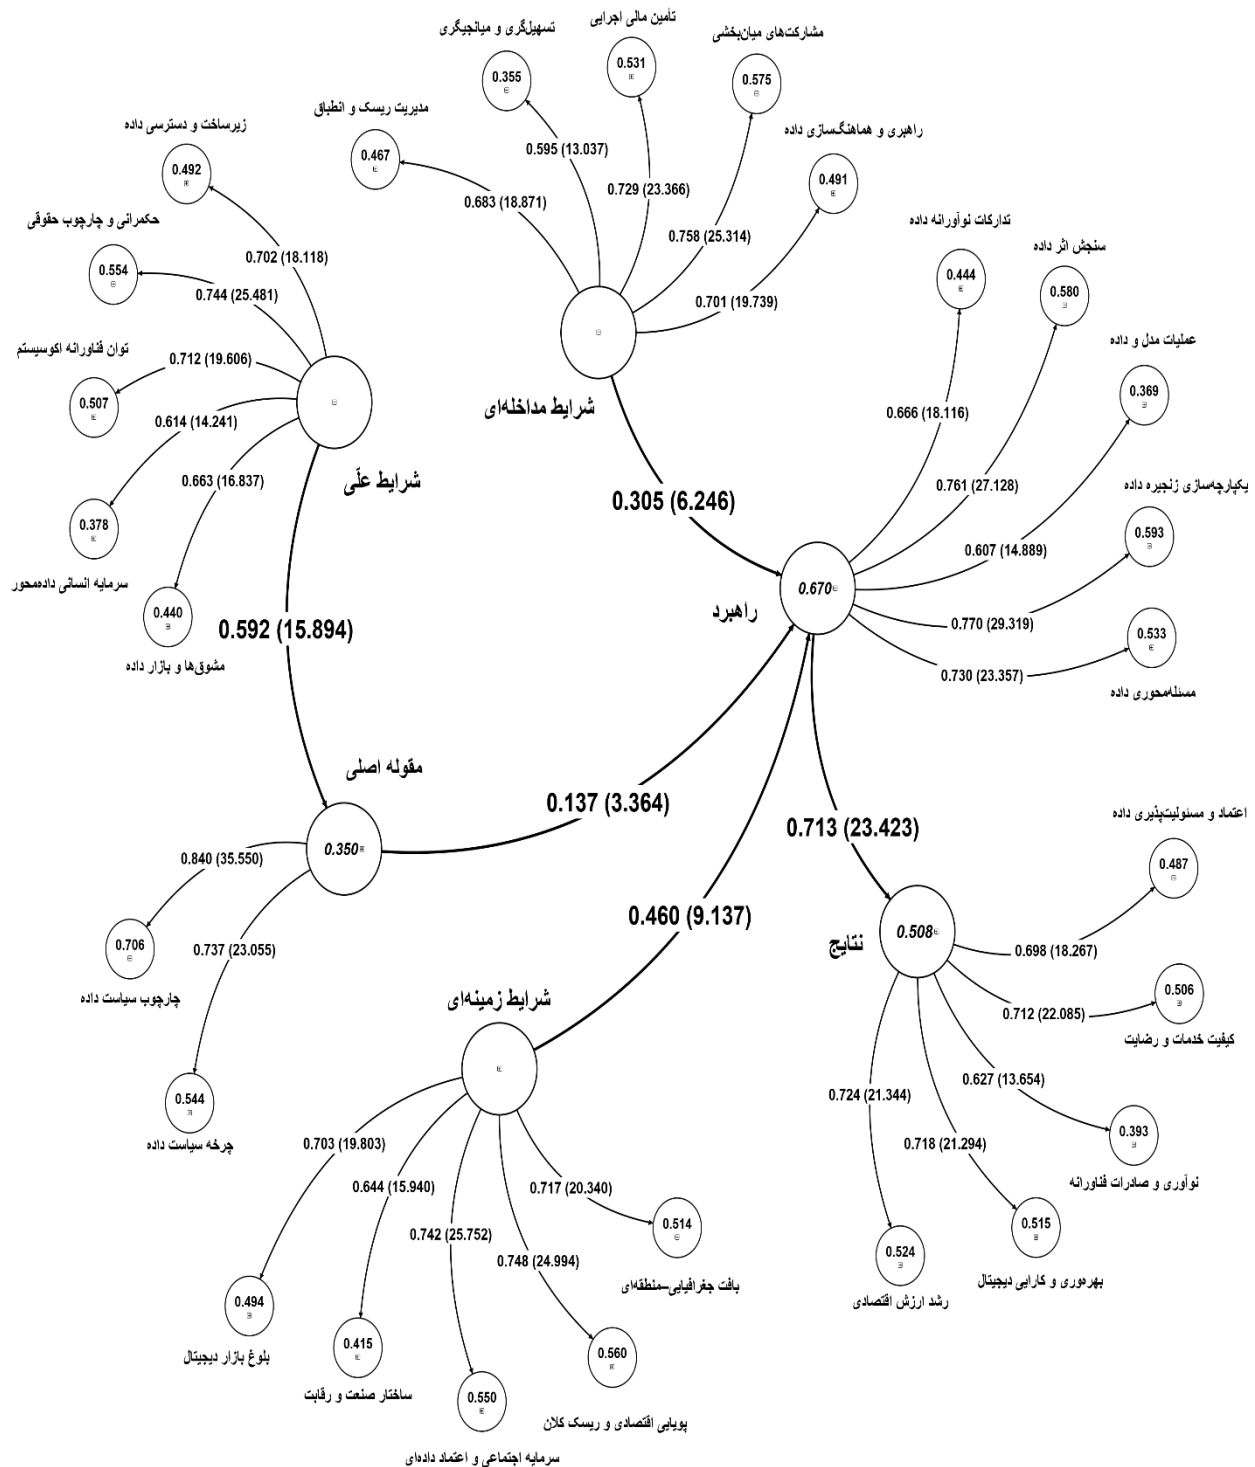 تأمین مالی اجرایی
تسهیل‌گری و میانجیگری
مشارکت‌های میان‌بخشی
0.531
0.355
0.575
مدیریت ریسک و انطباق
زیرساخت و دسترسی داده
راهبری و هماهنگ‌سازی داده
0.595 (13.037)
0.467
0.492
0.729 (23.366)
0.491
0.683 (18.871)
تدارکات نوآورانه داده
حکمرانی و چارچوب حقوقی
0.758 (25.314)
سنجش اثر داده
0.702 (18.118)
0.554
0.444
0.744 (25.481)
0.701 (19.739)
0.580
توان فناورانه اکوسیستم
عملیات مدل و داده
0.712 (19.606)
0.369
0.507
شرایط مداخله‌ای
0.666 (18.116)
0.614 (14.241)
شرایط علّی
0.663 (16.837)
0.761 (27.128)
یکپارچه‌سازی زنجیره داده
0.305 (6.246)
0.378
0.593
0.607 (14.889)
سرمایه انسانی داده‌محور
0.670
راهبرد
0.440
0.770 (29.319)
0.592 (15.894)
0.533
مشوق‌ها و بازار داده
0.730 (23.357)
مسئله‌محوری داده
مقوله اصلی
0.137 (3.364)
اعتماد و مسئولیت‌پذیری داده
0.713 (23.423)
0.350
0.840 (35.550)
0.487
0.460 (9.137)
0.706
0.737 (23.055)
0.508
نتایج
0.698 (18.267)
چارچوب سیاست داده
شرایط زمینه‌ای
0.506
0.712 (22.085)
کیفیت خدمات و رضایت
0.627 (13.654)
0.544
0.724 (21.344)
0.393
چرخه سیاست داده
0.703 (19.803)
0.718 (21.294)
نوآوری و صادرات فناورانه
0.644 (15.940)
0.717 (20.340)
0.742 (25.752)
0.514
0.515
0.748 (24.994)
0.524
بافت جغرافیایی–منطقه‌ای
بهره‌وری و کارایی دیجیتال
رشد ارزش اقتصادی
0.494
0.415
0.560
بلوغ بازار دیجیتال
ساختار صنعت و رقابت
0.550
پویایی اقتصادی و ریسک کلان
سرمایه اجتماعی و اعتماد داده‌ای